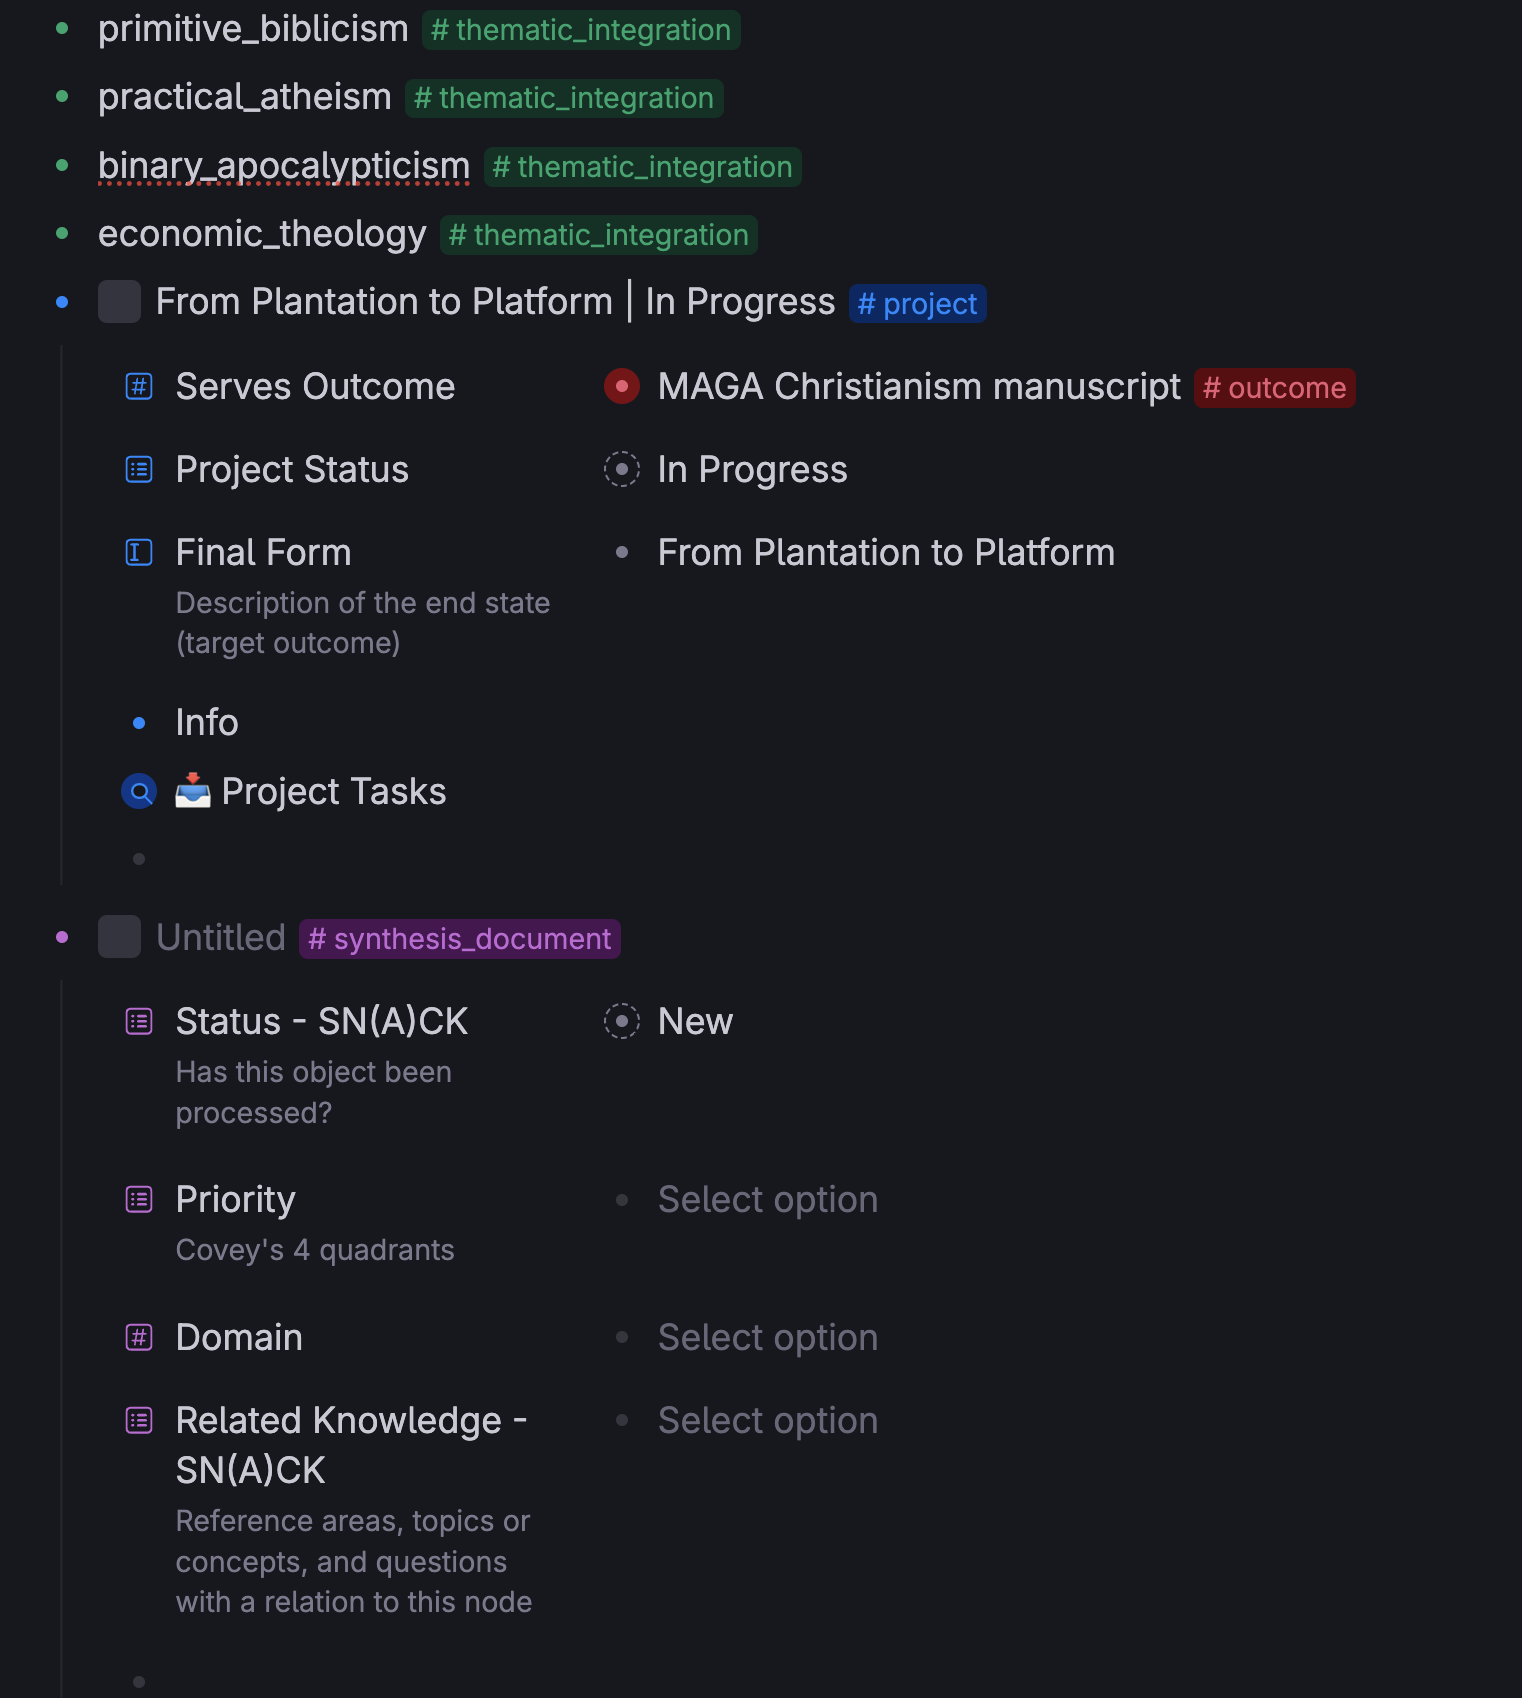 primitive_biblicism # thematic_integration
practical_atheism # thematic_integration
binary_apocalypticism # thematic_integration
economic_theology # thematic_integration
From Plantation to Platform | In Progress # project
Serves Outcome MAGA Christianism manuscript # outcome
Project Status In Progress
Final Form From Plantation to Platform
Description of the end state
(target outcome)
Info
Project Tasks
Untitled # synthesis_document
Status - SN(A)CK New
Has this object been
processed?
Priority Select option
Covey's 4 quadrants
Domain Select option
Related Knowledge - Select option
SN(A)CK
Reference areas, topics or
concepts, and questions
with a relation to this node